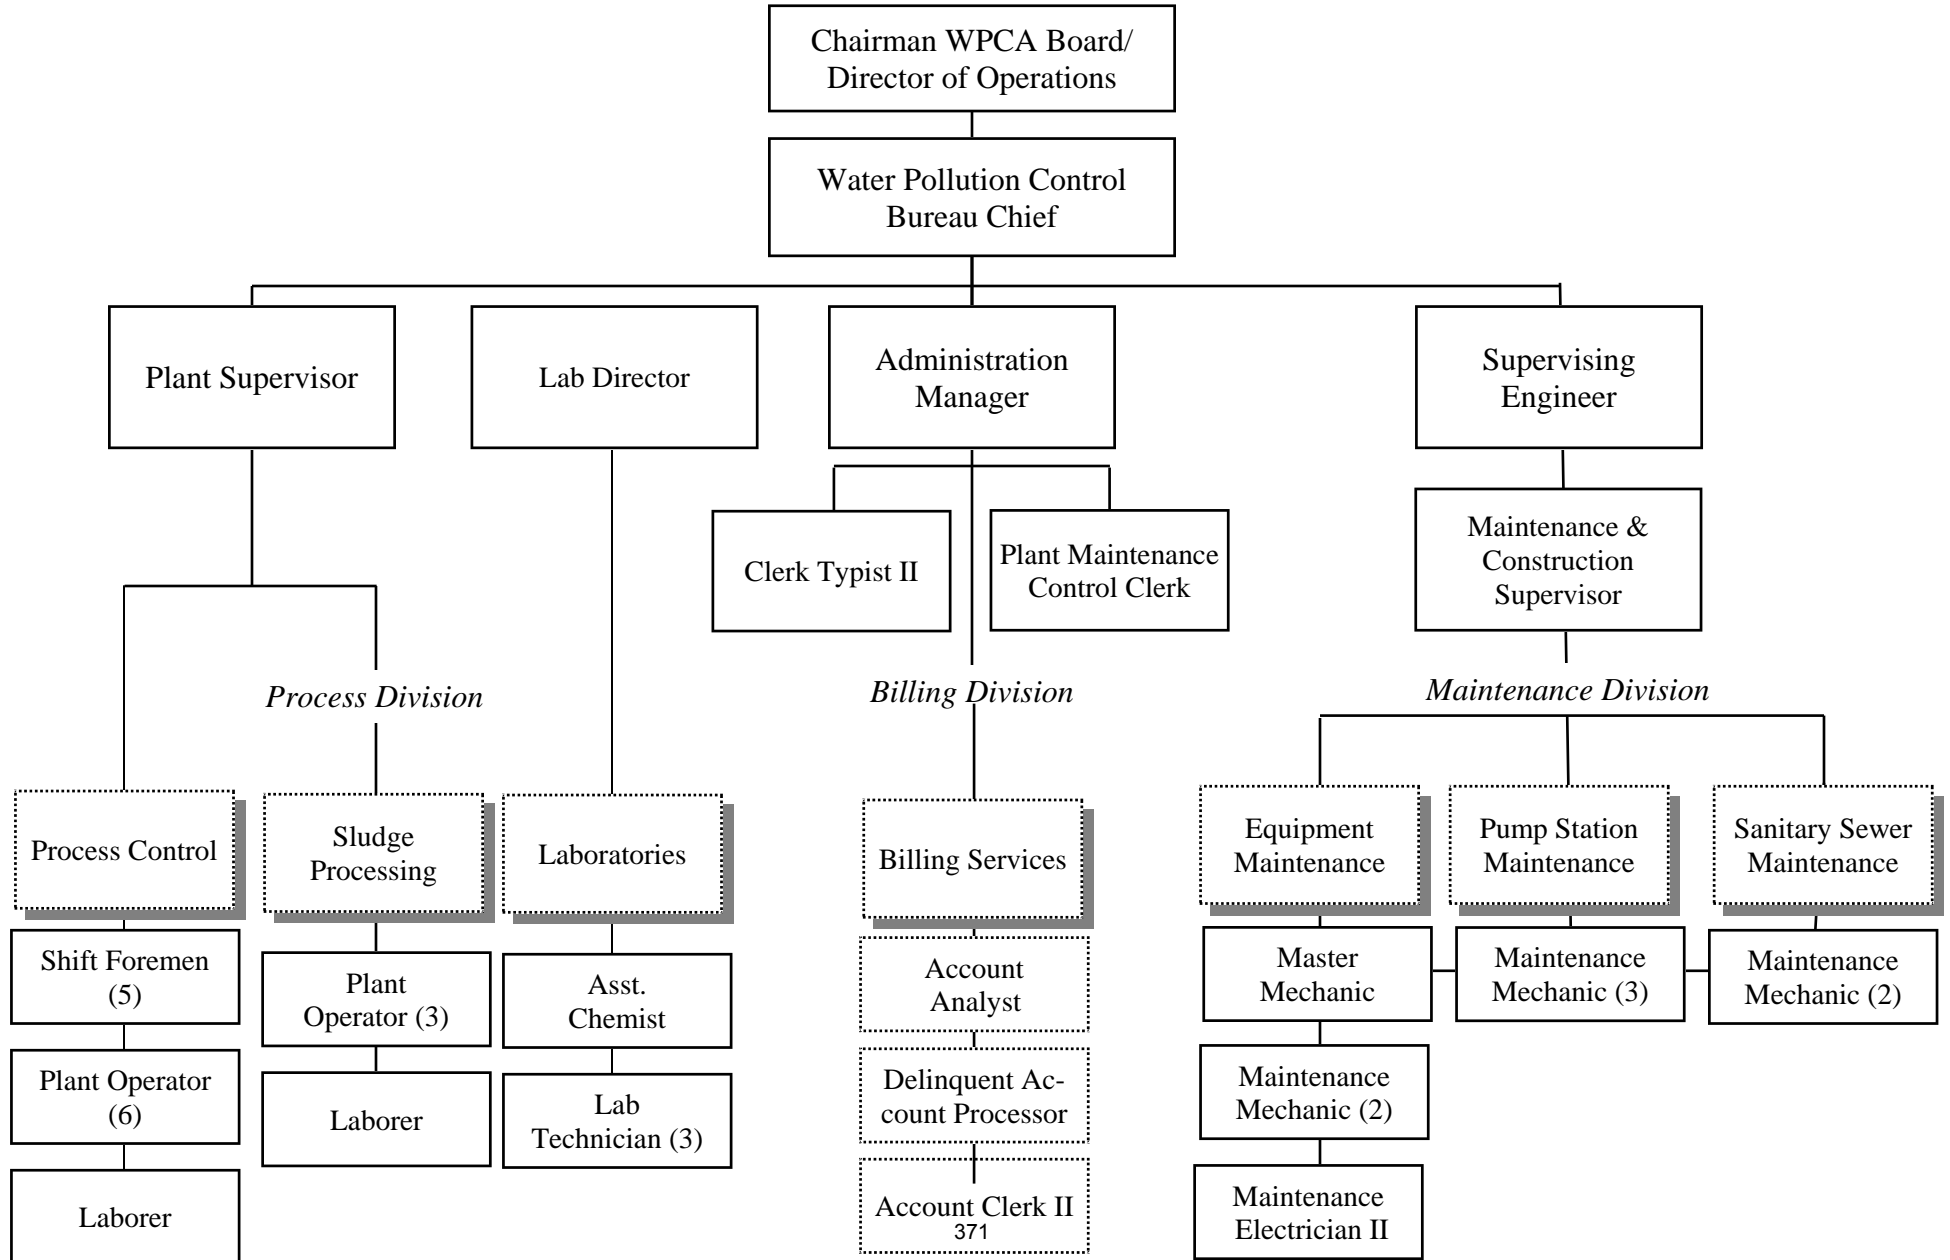 Chairman WPCA Board/
Director of Operations
Water Pollution Control
Bureau Chief
Plant Supervisor
Lab Director
Administration
Manager
Supervising
Engineer
Clerk Typist II
Plant Maintenance
Control Clerk
Maintenance &
Construction
Supervisor
Process Division
Billing Division
Maintenance Division
Process Control
Sludge
Processing
Laboratories
Billing Services
Equipment
Maintenance
Pump Station
Maintenance
Sanitary Sewer
Maintenance
Shift Foremen
(5)
Plant
Operator (3)
Asst.
Chemist
Account
Analyst
Master
Mechanic
Maintenance
Mechanic (3)
Maintenance
Mechanic (2)
Plant Operator
(6)
Laborer
Lab
Technician (3)
Delinquent Ac-
count Processor
Maintenance
Mechanic (2)
Laborer
Account Clerk II
371
Maintenance
Electrician II